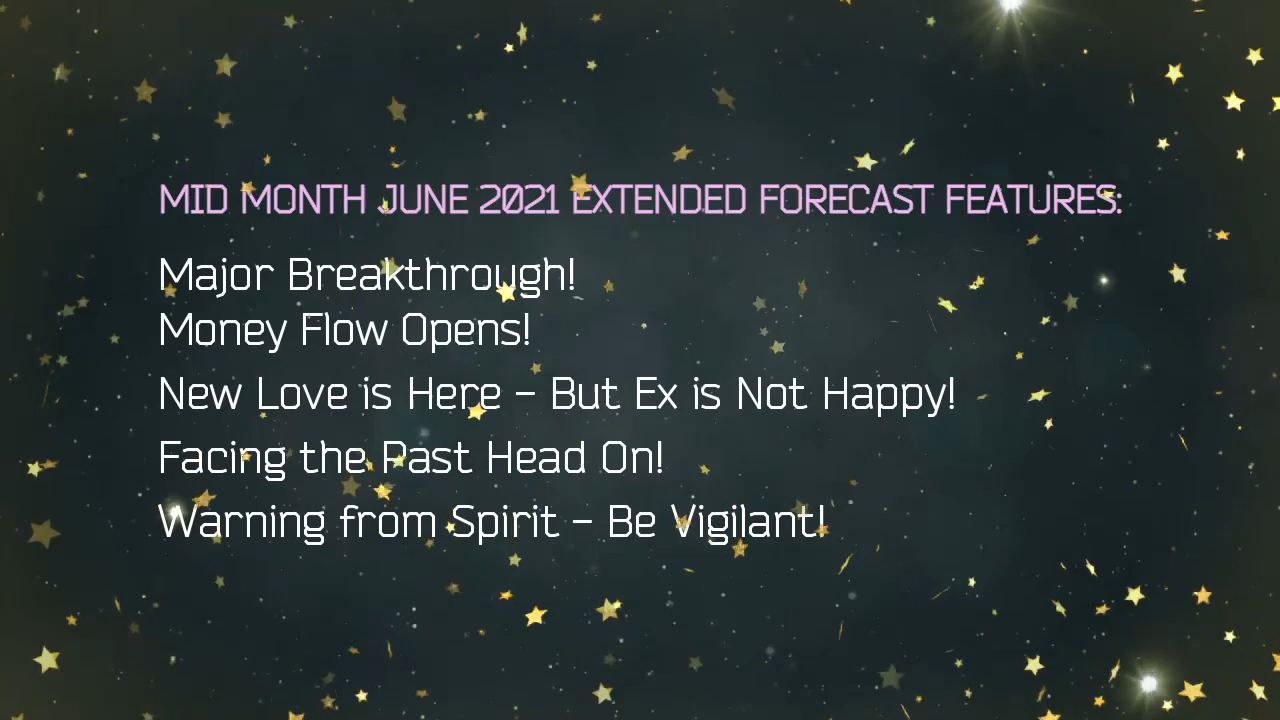 MID MONTH JUNE 2021 EXTENDED FORECAST FEATURES:
Major Breakthrough!
Money Flow Opens!
New Love is Here - But Ex is Not Happy!
Facing the Past Head On!
Warning from Spirit - Be Vigilant!